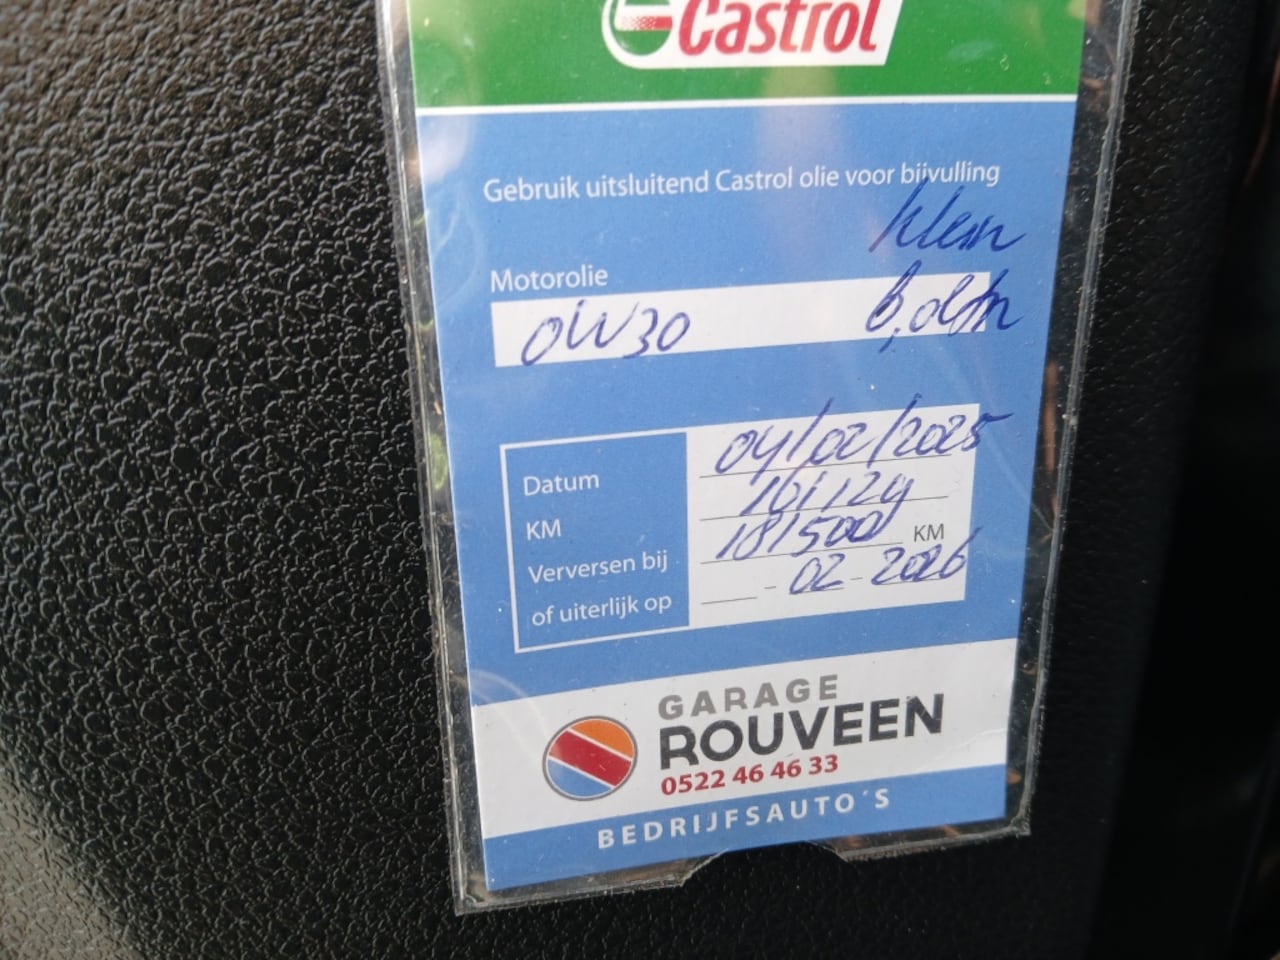 Castrol
Gebruik uitsluitend Castrol olie voor bijvulling
Klein
Motorolie
0W30
Datum 04/02/2025
KM
Verversen bij 181500 KM
of uiterlijk op - 02 - 2026
GARAGE
ROUVEEN
0522 46 46 33
BEDRIJFSAUTO´S